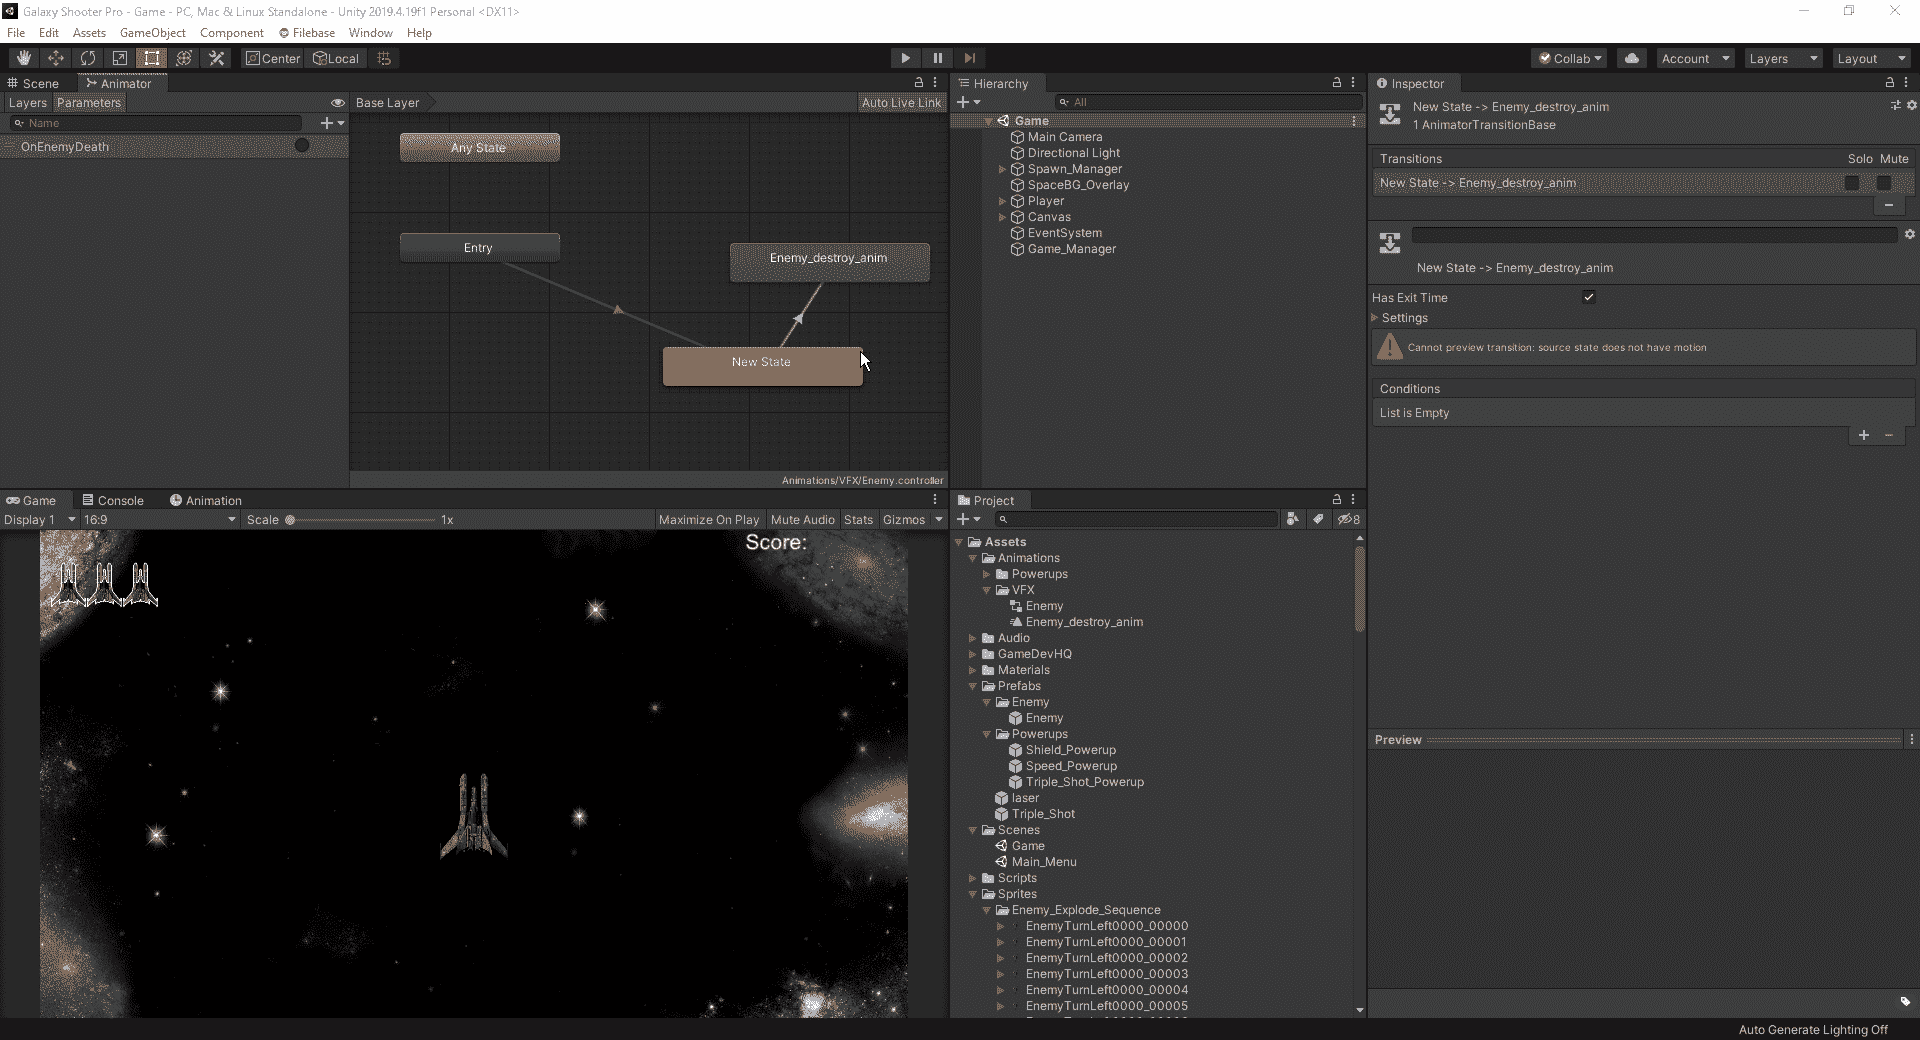 Galaxy Shooter Pro - Game - PC, Mac & Linux Standalone - Unity 2019.4.19f1 Personal <DX11>
File Edit Assets GameObject Component Filebase Window Help
Center Local Collab Account Layers Layout
Scene Animator
Layers Parameters Base Layer Auto Live Link
Name
OnEnemyDeath
Any State
Entry
Enemy_destroy_anim
New State
Animations/VFX/Enemy.controller
Hierarchy
All
Game
Main Camera
Directional Light
Spawn_Manager
SpaceBG_Overlay
Player
Canvas
EventSystem
Game_Manager
Inspector
New State -> Enemy_destroy_anim
1 AnimatorTransitionBase
Transitions Solo Mute
New State -> Enemy_destroy_anim
New State -> Enemy_destroy_anim
Has Exit Time
Settings
Cannot preview transition: source state does not have motion
Conditions
List is Empty
Preview
Game Console Animation
Display 1 16:9 Scale 1x Maximize On Play Mute Audio Stats Gizmos
Score:
Project
8
Assets
Animations
Powerups
VFX
Enemy
Enemy_destroy_anim
Audio
GameDevHQ
Materials
Prefabs
Enemy
Enemy
Powerups
Shield_Powerup
Speed_Powerup
Triple_Shot_Powerup
laser
Triple_Shot
Scenes
Game
Main_Menu
Scripts
Sprites
Enemy_Explode_Sequence
EnemyTurnLeft0000_00000
EnemyTurnLeft0000_00001
EnemyTurnLeft0000_00002
EnemyTurnLeft0000_00003
EnemyTurnLeft0000_00004
EnemyTurnLeft0000_00005
Auto Generate Lighting Off